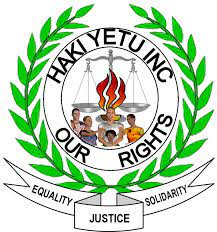 HAKI YETU INC
OUR RIGHTS
EQUALITY
JUSTICE
SOLIDARITY